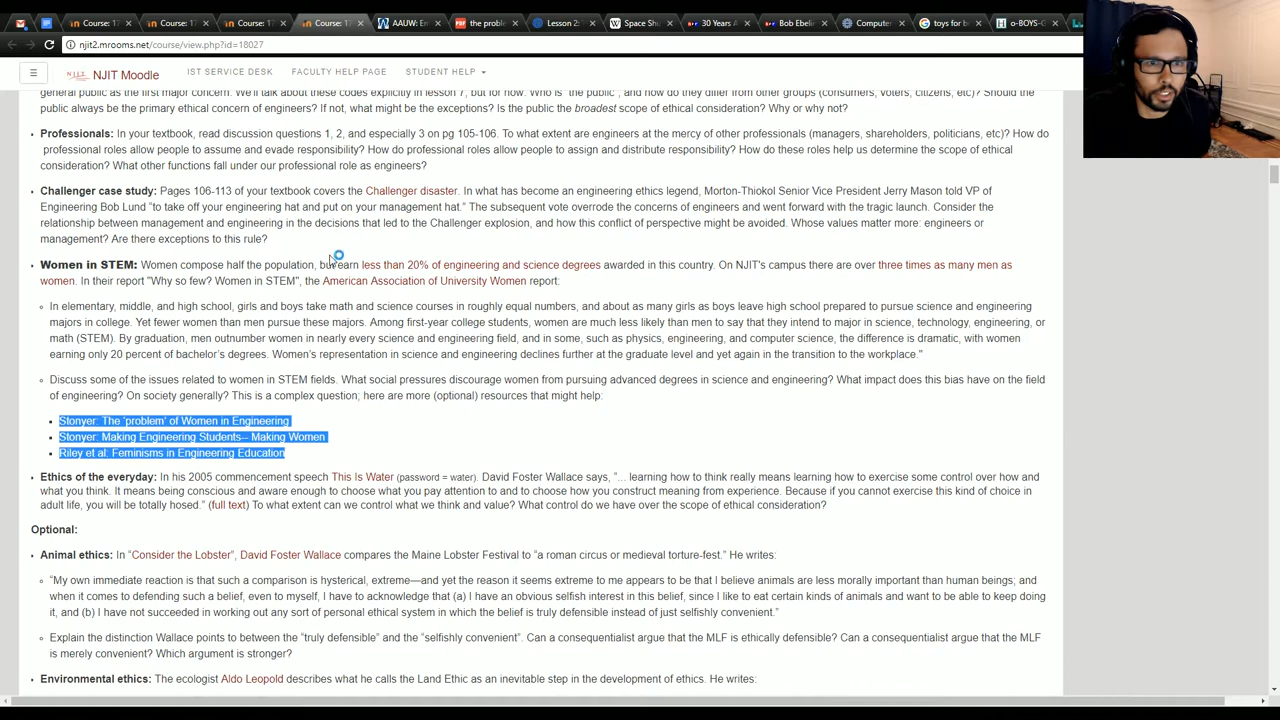 Course: 1
Course: 1
Course: 1
Course: 1
AAUW: En
the proble
Lesson 2:
Space Shu
30 Years A
Bob Ebelin
Computer
toys for b
o-BOYS-G
njit2.mrooms.net/course/view.php?id=18027
NJIT NJIT Moodle IST SERVICE DESK FACULTY HELP PAGE STUDENT HELP
general public as the first major concern. We'll talk about these codes explicitly in lesson 7, but for now: Who is "the public", and how do they differ from other groups (consumers, voters, citizens, etc)? Should the
public always be the primary ethical concern of engineers? If not, what might be the exceptions? Is the public the broadest scope of ethical consideration? Why or why not?
• Professionals: In your textbook, read discussion questions 1, 2, and especially 3 on pg 105-106. To what extent are engineers at the mercy of other professionals (managers, shareholders, politicians, etc)? How do
professional roles allow people to assume and evade responsibility? How do professional roles allow people to assign and distribute responsibility? How do these roles help us determine the scope of ethical
consideration? What other functions fall under our professional role as engineers?
• Challenger case study: Pages 106-113 of your textbook covers the Challenger disaster. In what has become an engineering ethics legend, Morton-Thiokol Senior Vice President Jerry Mason told VP of
Engineering Bob Lund “to take off your engineering hat and put on your management hat.” The subsequent vote overrode the concerns of engineers and went forward with the tragic launch. Consider the
relationship between management and engineering in the decisions that led to the Challenger explosion, and how this conflict of perspective might be avoided. Whose values matter more: engineers or
management? Are there exceptions to this rule?
• Women in STEM: Women compose half the population, but earn less than 20% of engineering and science degrees awarded in this country. On NJIT's campus there are over three times as many men as
women. In their report "Why so few? Women in STEM", the American Association of University Women report:
◦ In elementary, middle, and high school, girls and boys take math and science courses in roughly equal numbers, and about as many girls as boys leave high school prepared to pursue science and engineering
majors in college. Yet fewer women than men pursue these majors. Among first-year college students, women are much less likely than men to say that they intend to major in science, technology, engineering, or
math (STEM). By graduation, men outnumber women in nearly every science and engineering field, and in some, such as physics, engineering, and computer science, the difference is dramatic, with women
earning only 20 percent of bachelor’s degrees. Women’s representation in science and engineering declines further at the graduate level and yet again in the transition to the workplace."
◦ Discuss some of the issues related to women in STEM fields. What social pressures discourage women from pursuing advanced degrees in science and engineering? What impact does this bias have on the field
of engineering? On society generally? This is a complex question; here are more (optional) resources that might help:
▪ Stonyer: The 'problem' of Women in Engineering
▪ Stonyer: Making Engineering Students-- Making Women
▪ Riley et al: Feminisms in Engineering Education
• Ethics of the everyday: In his 2005 commencement speech This Is Water (password = water). David Foster Wallace says, “... learning how to think really means learning how to exercise some control over how and
what you think. It means being conscious and aware enough to choose what you pay attention to and to choose how you construct meaning from experience. Because if you cannot exercise this kind of choice in
adult life, you will be totally hosed.” (full text) To what extent can we control what we think and value? What control do we have over the scope of ethical consideration?
Optional:
• Animal ethics: In “Consider the Lobster”, David Foster Wallace compares the Maine Lobster Festival to “a roman circus or medieval torture-fest.” He writes:
◦ “My own immediate reaction is that such a comparison is hysterical, extreme—and yet the reason it seems extreme to me appears to be that I believe animals are less morally important than human beings; and
when it comes to defending such a belief, even to myself, I have to acknowledge that (a) I have an obvious selfish interest in this belief, since I like to eat certain kinds of animals and want to be able to keep doing
it, and (b) I have not succeeded in working out any sort of personal ethical system in which the belief is truly defensible instead of just selfishly convenient.”
◦ Explain the distinction Wallace points to between the “truly defensible” and the “selfishly convenient”. Can a consequentialist argue that the MLF is ethically defensible? Can a consequentialist argue that the MLF
is merely convenient? Which argument is stronger?
• Environmental ethics: The ecologist Aldo Leopold describes what he calls the Land Ethic as an inevitable step in the development of ethics. He writes: